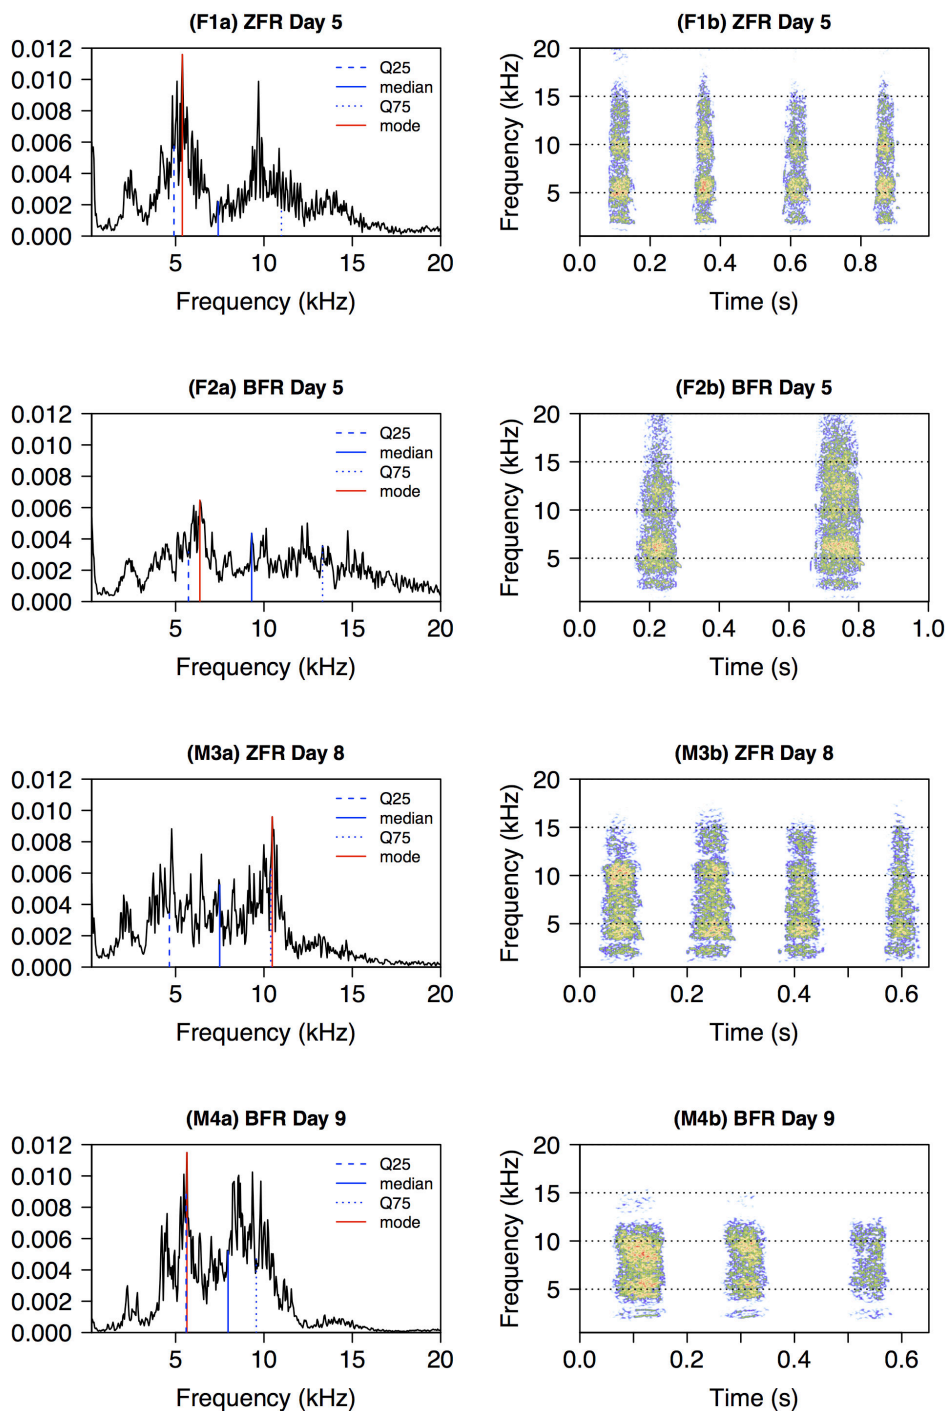 (F1a) ZFR Day 5
0.012
0.010
0.008
0.006
0.004
0.002
0.000
Q25
median
Q75
mode
5 10 15 20
Frequency (kHz)
(F1b) ZFR Day 5
20
15
10
5
Frequency (kHz)
0.0 0.2 0.4 0.6 0.8
Time (s)
(F2a) BFR Day 5
0.012
0.010
0.008
0.006
0.004
0.002
0.000
Q25
median
Q75
mode
5 10 15 20
Frequency (kHz)
(F2b) BFR Day 5
20
15
10
5
Frequency (kHz)
0.0 0.2 0.4 0.6 0.8 1.0
Time (s)
(M3a) ZFR Day 8
0.012
0.010
0.008
0.006
0.004
0.002
0.000
Q25
median
Q75
mode
5 10 15 20
Frequency (kHz)
(M3b) ZFR Day 8
20
15
10
5
Frequency (kHz)
0.0 0.2 0.4 0.6
Time (s)
(M4a) BFR Day 9
0.012
0.010
0.008
0.006
0.004
0.002
0.000
Q25
median
Q75
mode
5 10 15 20
Frequency (kHz)
(M4b) BFR Day 9
20
15
10
5
Frequency (kHz)
0.0 0.2 0.4 0.6
Time (s)